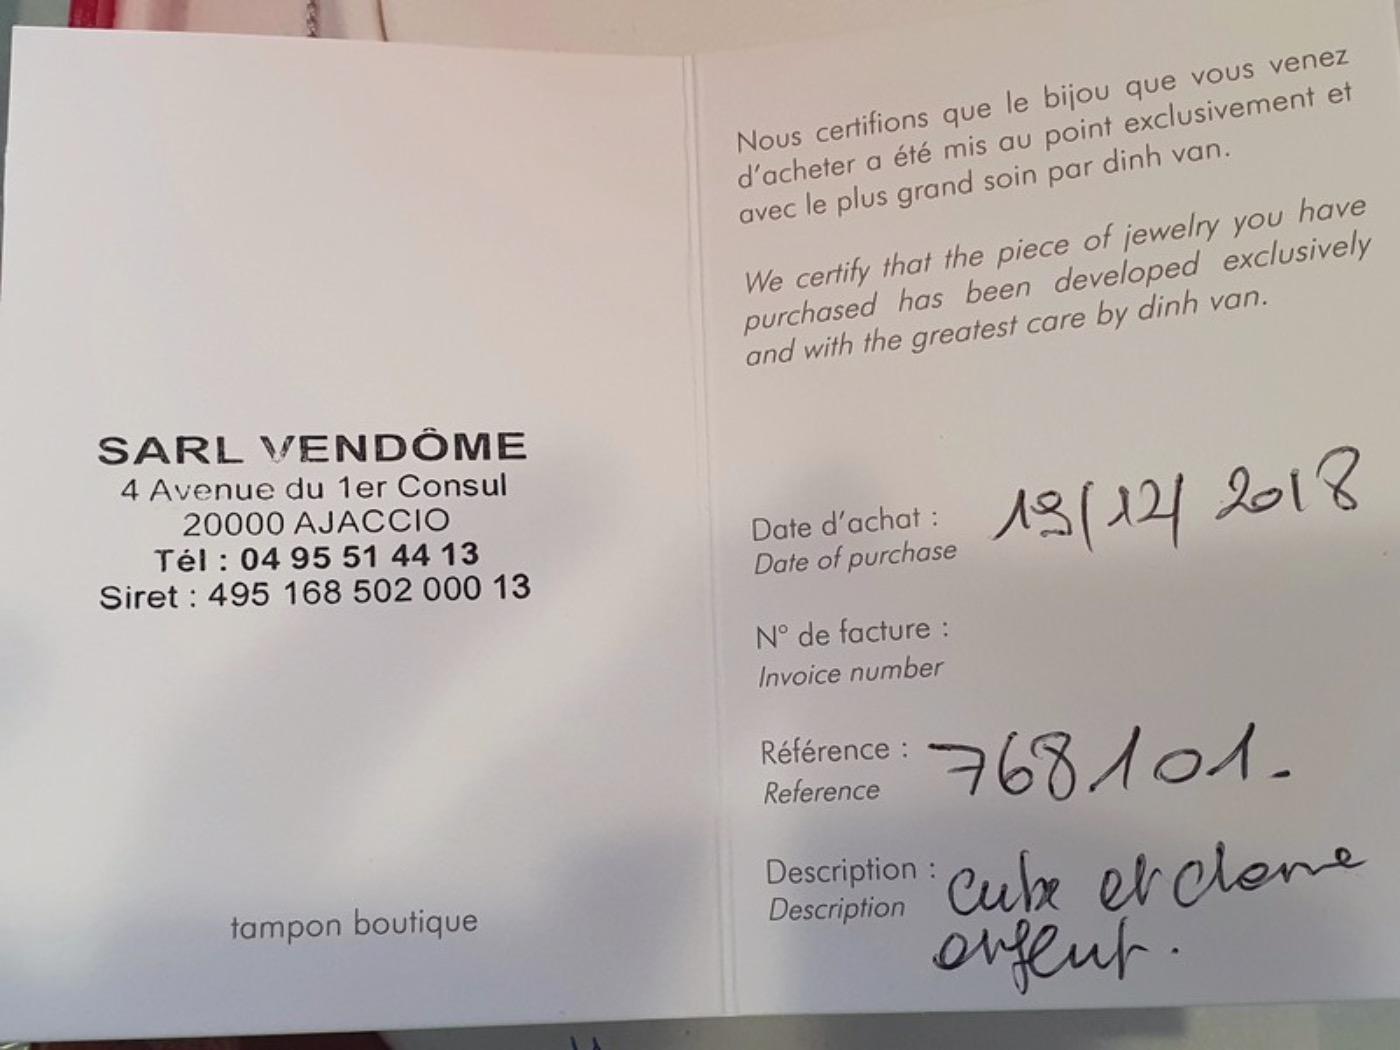 SARL VENDÔME
4 Avenue du 1er Consul
20000 AJACCIO
Tél : 04 95 51 44 13
Siret : 495 168 502 000 13
tampon boutique
Nous certifions que le bijou que vous venez
d'acheter a été mis au point exclusivement et
avec le plus grand soin par dinh van.
We certify that the piece of jewelry you have
purchased has been developed exclusively
and with the greatest care by dinh van.
Date d'achat : 19/12/2018
Date of purchase
N° de facture :
Invoice number
Référence : 768101.
Reference
Description : Cube et dome
Description
argent.